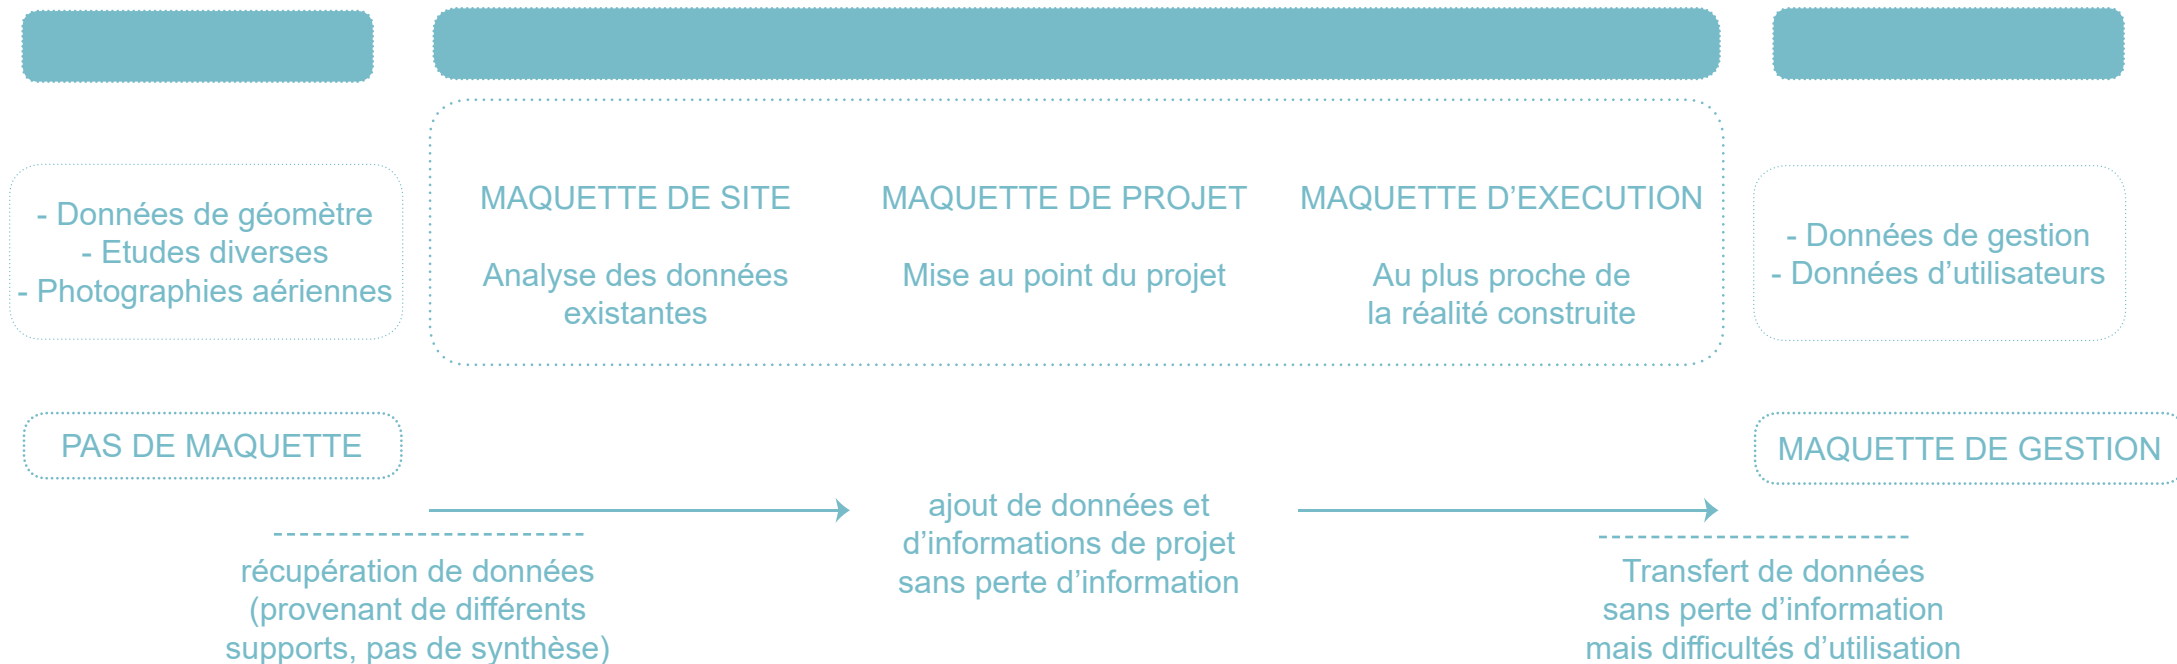 - Données de géomètre
- Etudes diverses
- Photographies aériennes
PAS DE MAQUETTE
MAQUETTE DE SITE
Analyse des données
existantes
MAQUETTE DE PROJET
Mise au point du projet
MAQUETTE D’EXECUTION
Au plus proche de
la réalité construite
- Données de gestion
- Données d’utilisateurs
MAQUETTE DE GESTION
récupération de données
(provenant de différents
supports, pas de synthèse)
ajout de données et
d’informations de projet
sans perte d’information
Transfert de données
sans perte d’information
mais difficultés d’utilisation